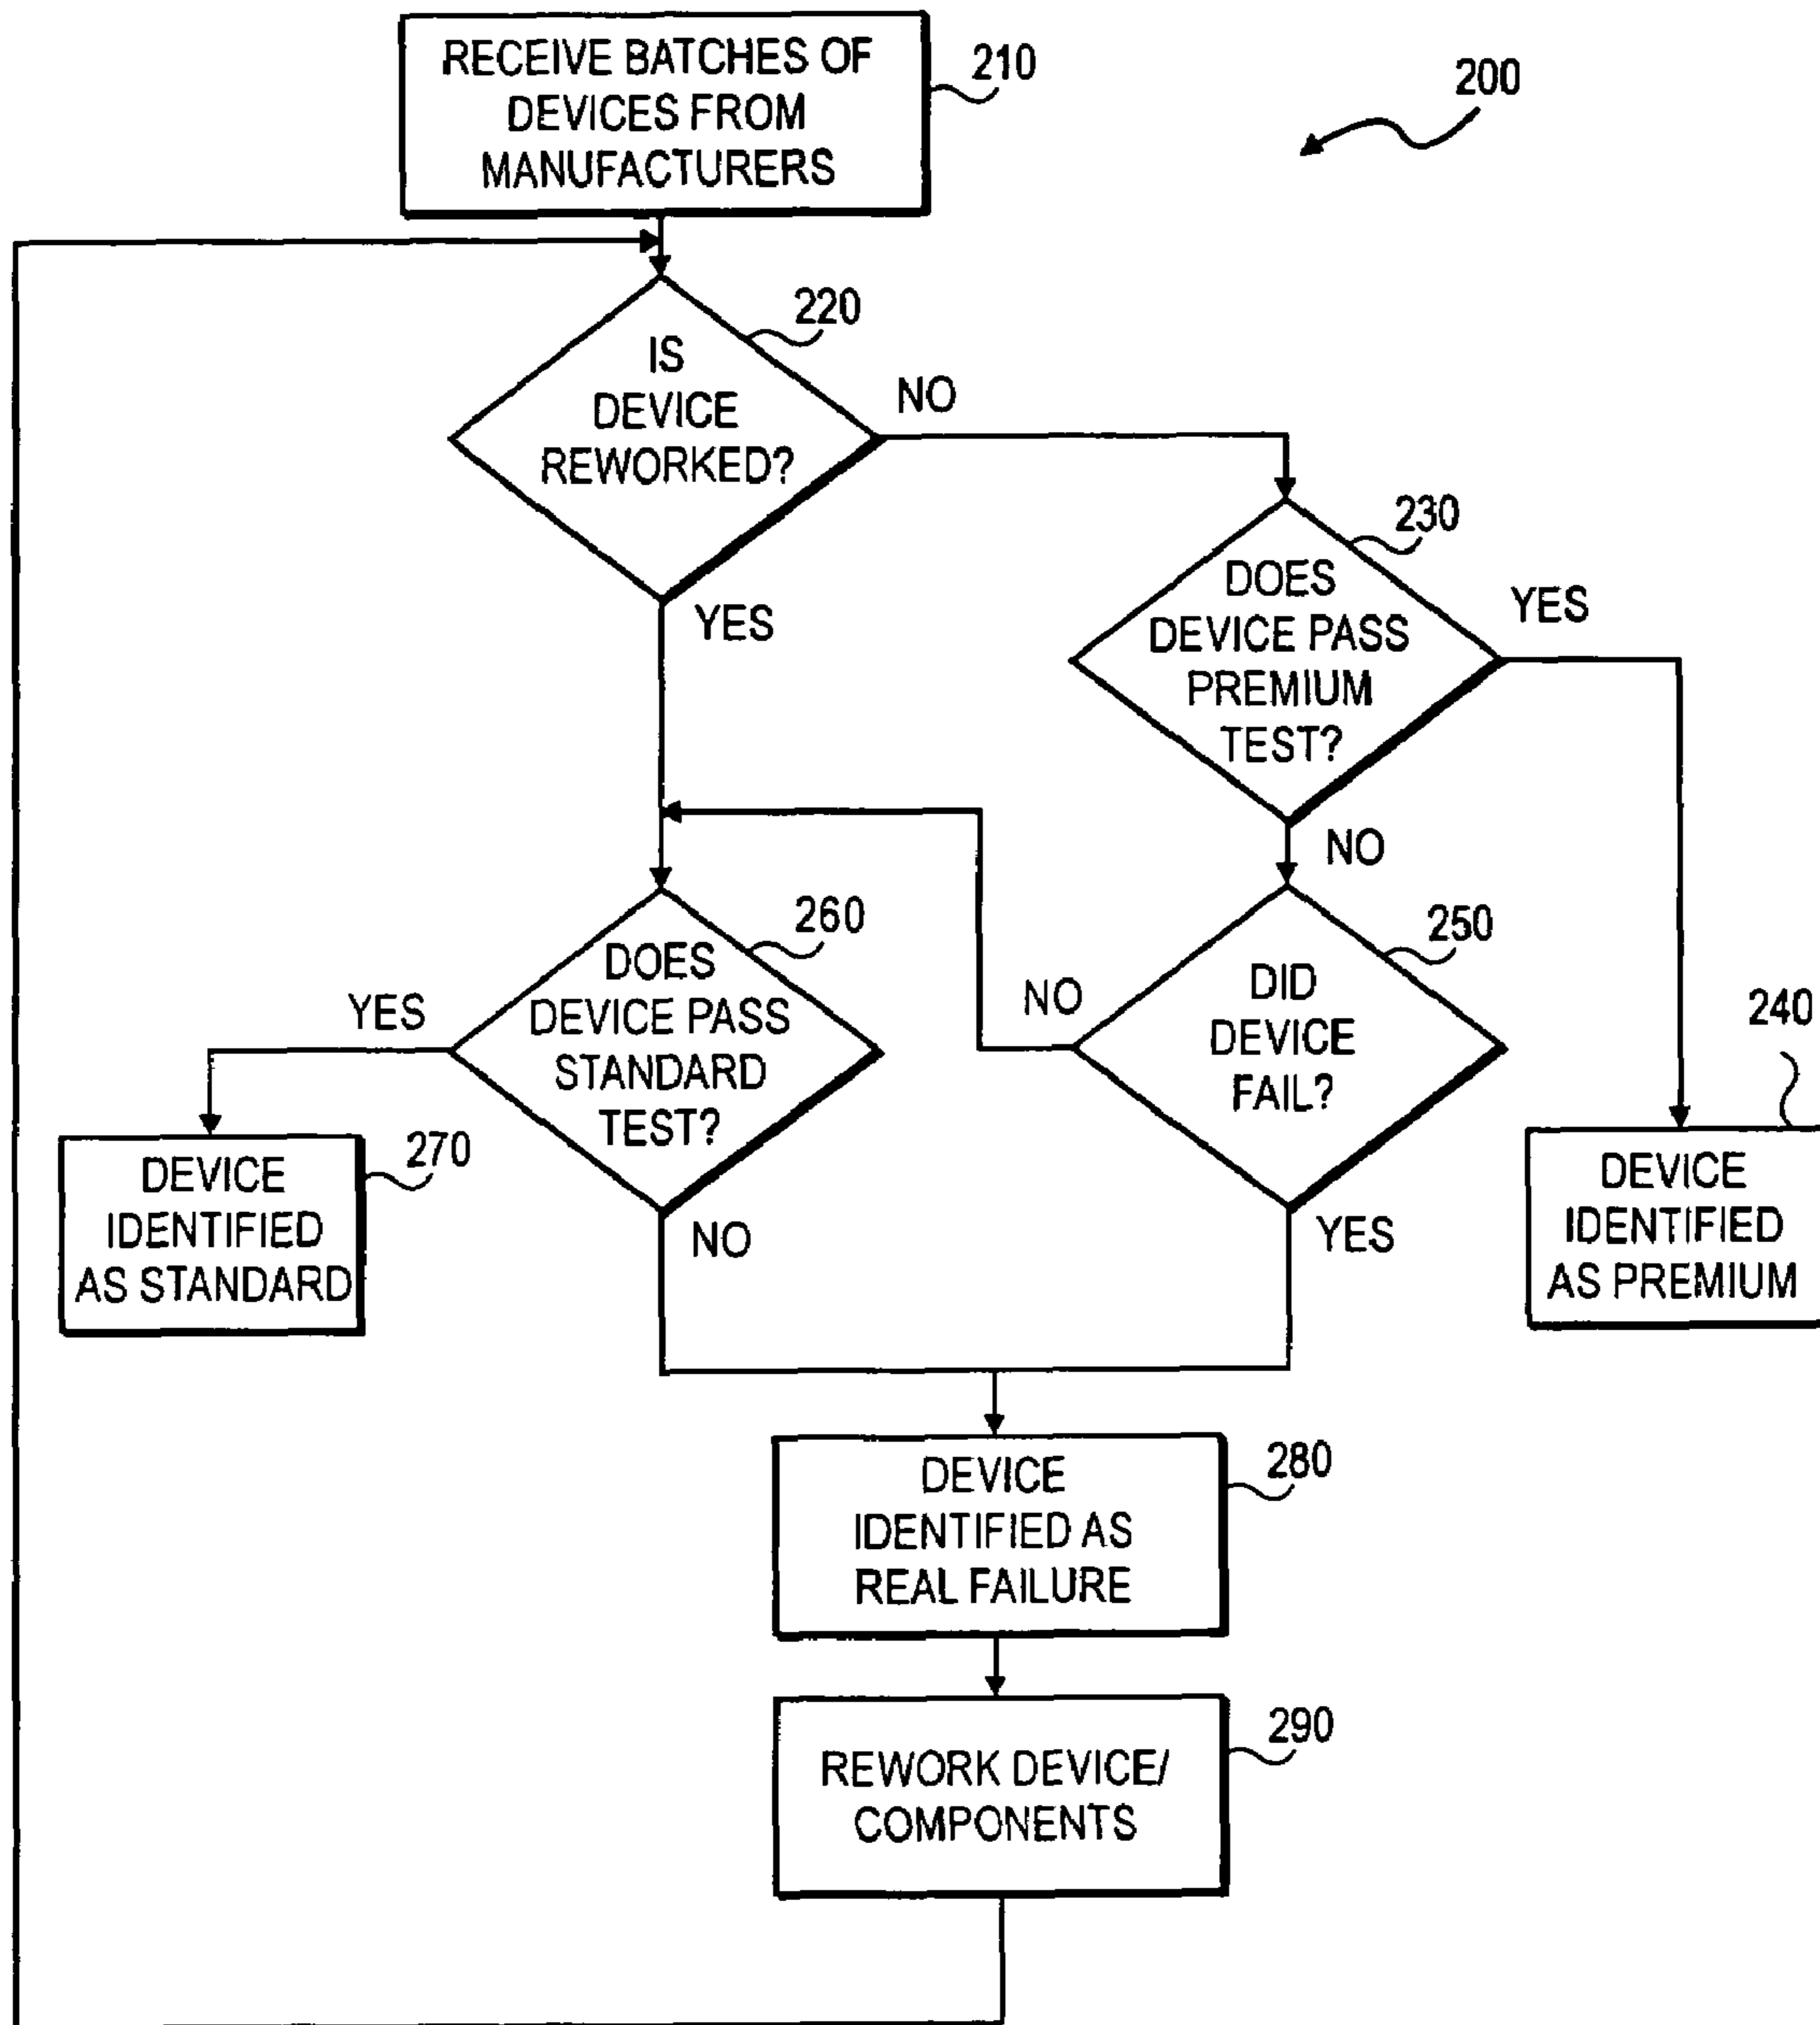 RECEIVE BATCHES OF
DEVICES FROM
MANUFACTURERS
210
200
220
IS
DEVICE
REWORKED?
NO
YES
230
DOES
DEVICE PASS
PREMIUM
TEST?
YES
NO
260
DOES
DEVICE PASS
STANDARD
TEST?
YES
NO
250
DID
DEVICE
FAIL?
NO
YES
240
DEVICE
IDENTIFIED
AS PREMIUM
270
DEVICE
IDENTIFIED
AS STANDARD
280
DEVICE
IDENTIFIED AS
REAL FAILURE
290
REWORK DEVICE/
COMPONENTS